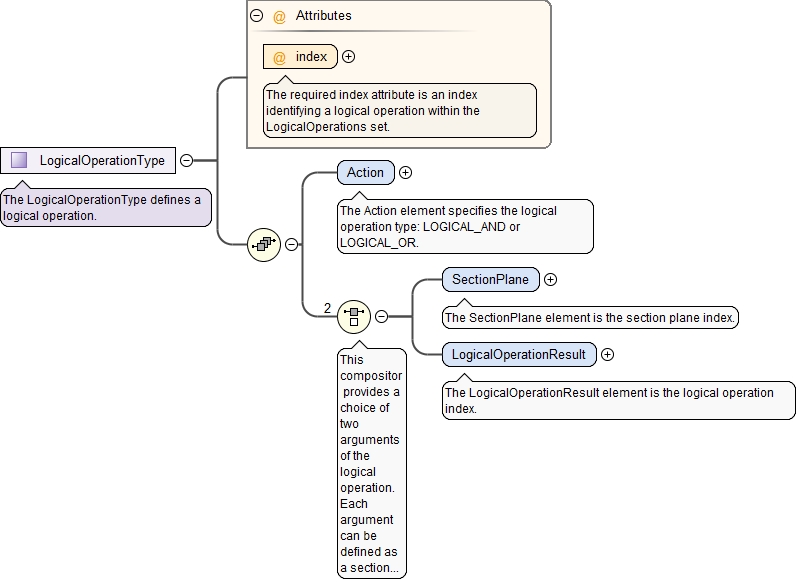 Attributes
@ index
The required index attribute is an index
identifying a logical operation within the
LogicalOperations set.
LogicalOperationType
The LogicalOperationType defines a
logical operation.
Action
The Action element specifies the logical
operation type: LOGICAL_AND or
LOGICAL_OR.
SectionPlane
The SectionPlane element is the section plane index.
2
LogicalOperationResult
The LogicalOperationResult element is the logical operation
index.
This
compositor
provides a
choice of
two
arguments
of the
logical
operation.
Each
argument
can be
defined as
a section...